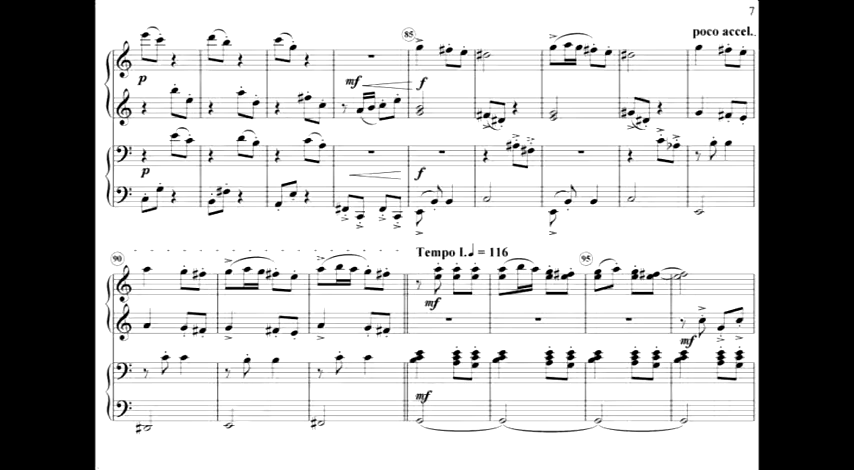 7
85
poco accel.
p
mf
f
p
f
90
Tempo I. = 116
95
mf
mf
mf